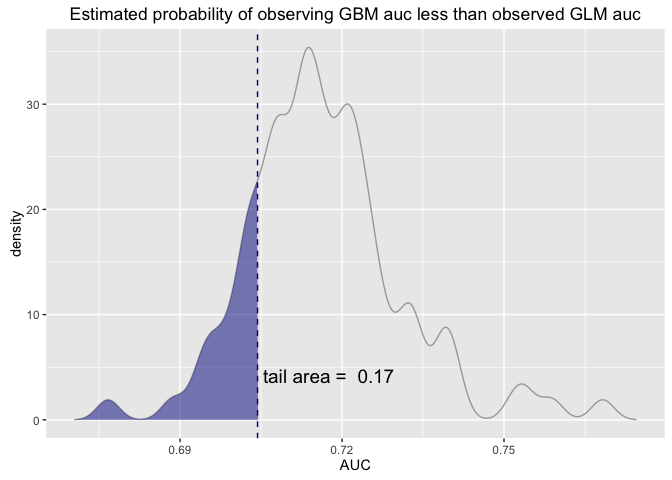 Estimated probability of observing GBM auc less than observed GLM auc
30
20
10
0
density
tail area =  0.17
0.69 0.72 0.75
AUC